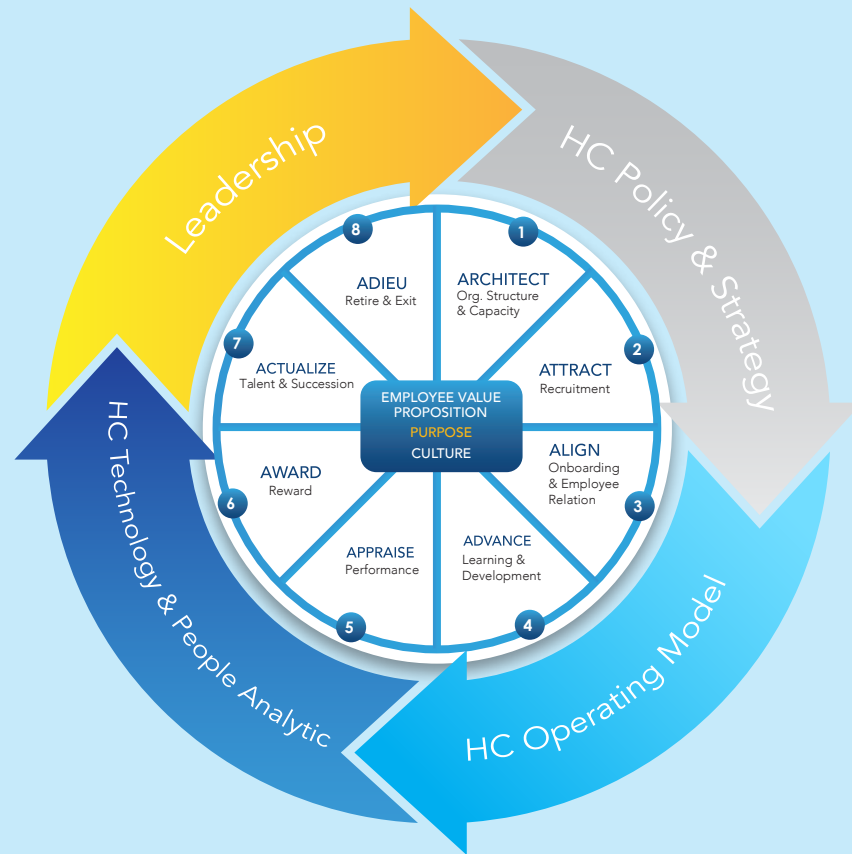 Leadership
HC Policy & Strategy
HC Operating Model
HC Technology & People Analytic
1
ARCHITECT
Org. Structure
& Capacity
2
ATTRACT
Recruitment
3
ALIGN
Onboarding
& Employee
Relation
4
ADVANCE
Learning &
Development
5
APPRAISE
Performance
6
AWARD
Reward
7
ACTUALIZE
Talent & Succession
8
ADIEU
Retire & Exit
EMPLOYEE VALUE
PROPOSITION
PURPOSE
CULTURE